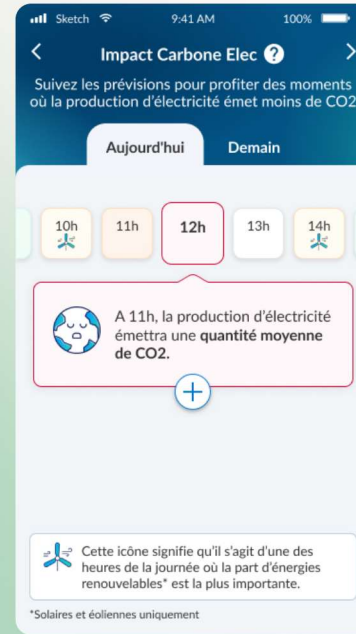 Sketch 9:41 AM 100%
Impact Carbone Elec ?
Suivez les prévisions pour profiter des moments
où la production d'électricité émet moins de CO2
Aujourd'hui Demain
10h 11h 12h 13h 14h
A 11h, la production d'électricité
émettra une quantité moyenne
de CO2.
Cette icône signifie qu'il s'agit d'une des
heures de la journée où la part d'énergies
renouvelables* est la plus importante.
*Solaires et éoliennes uniquement